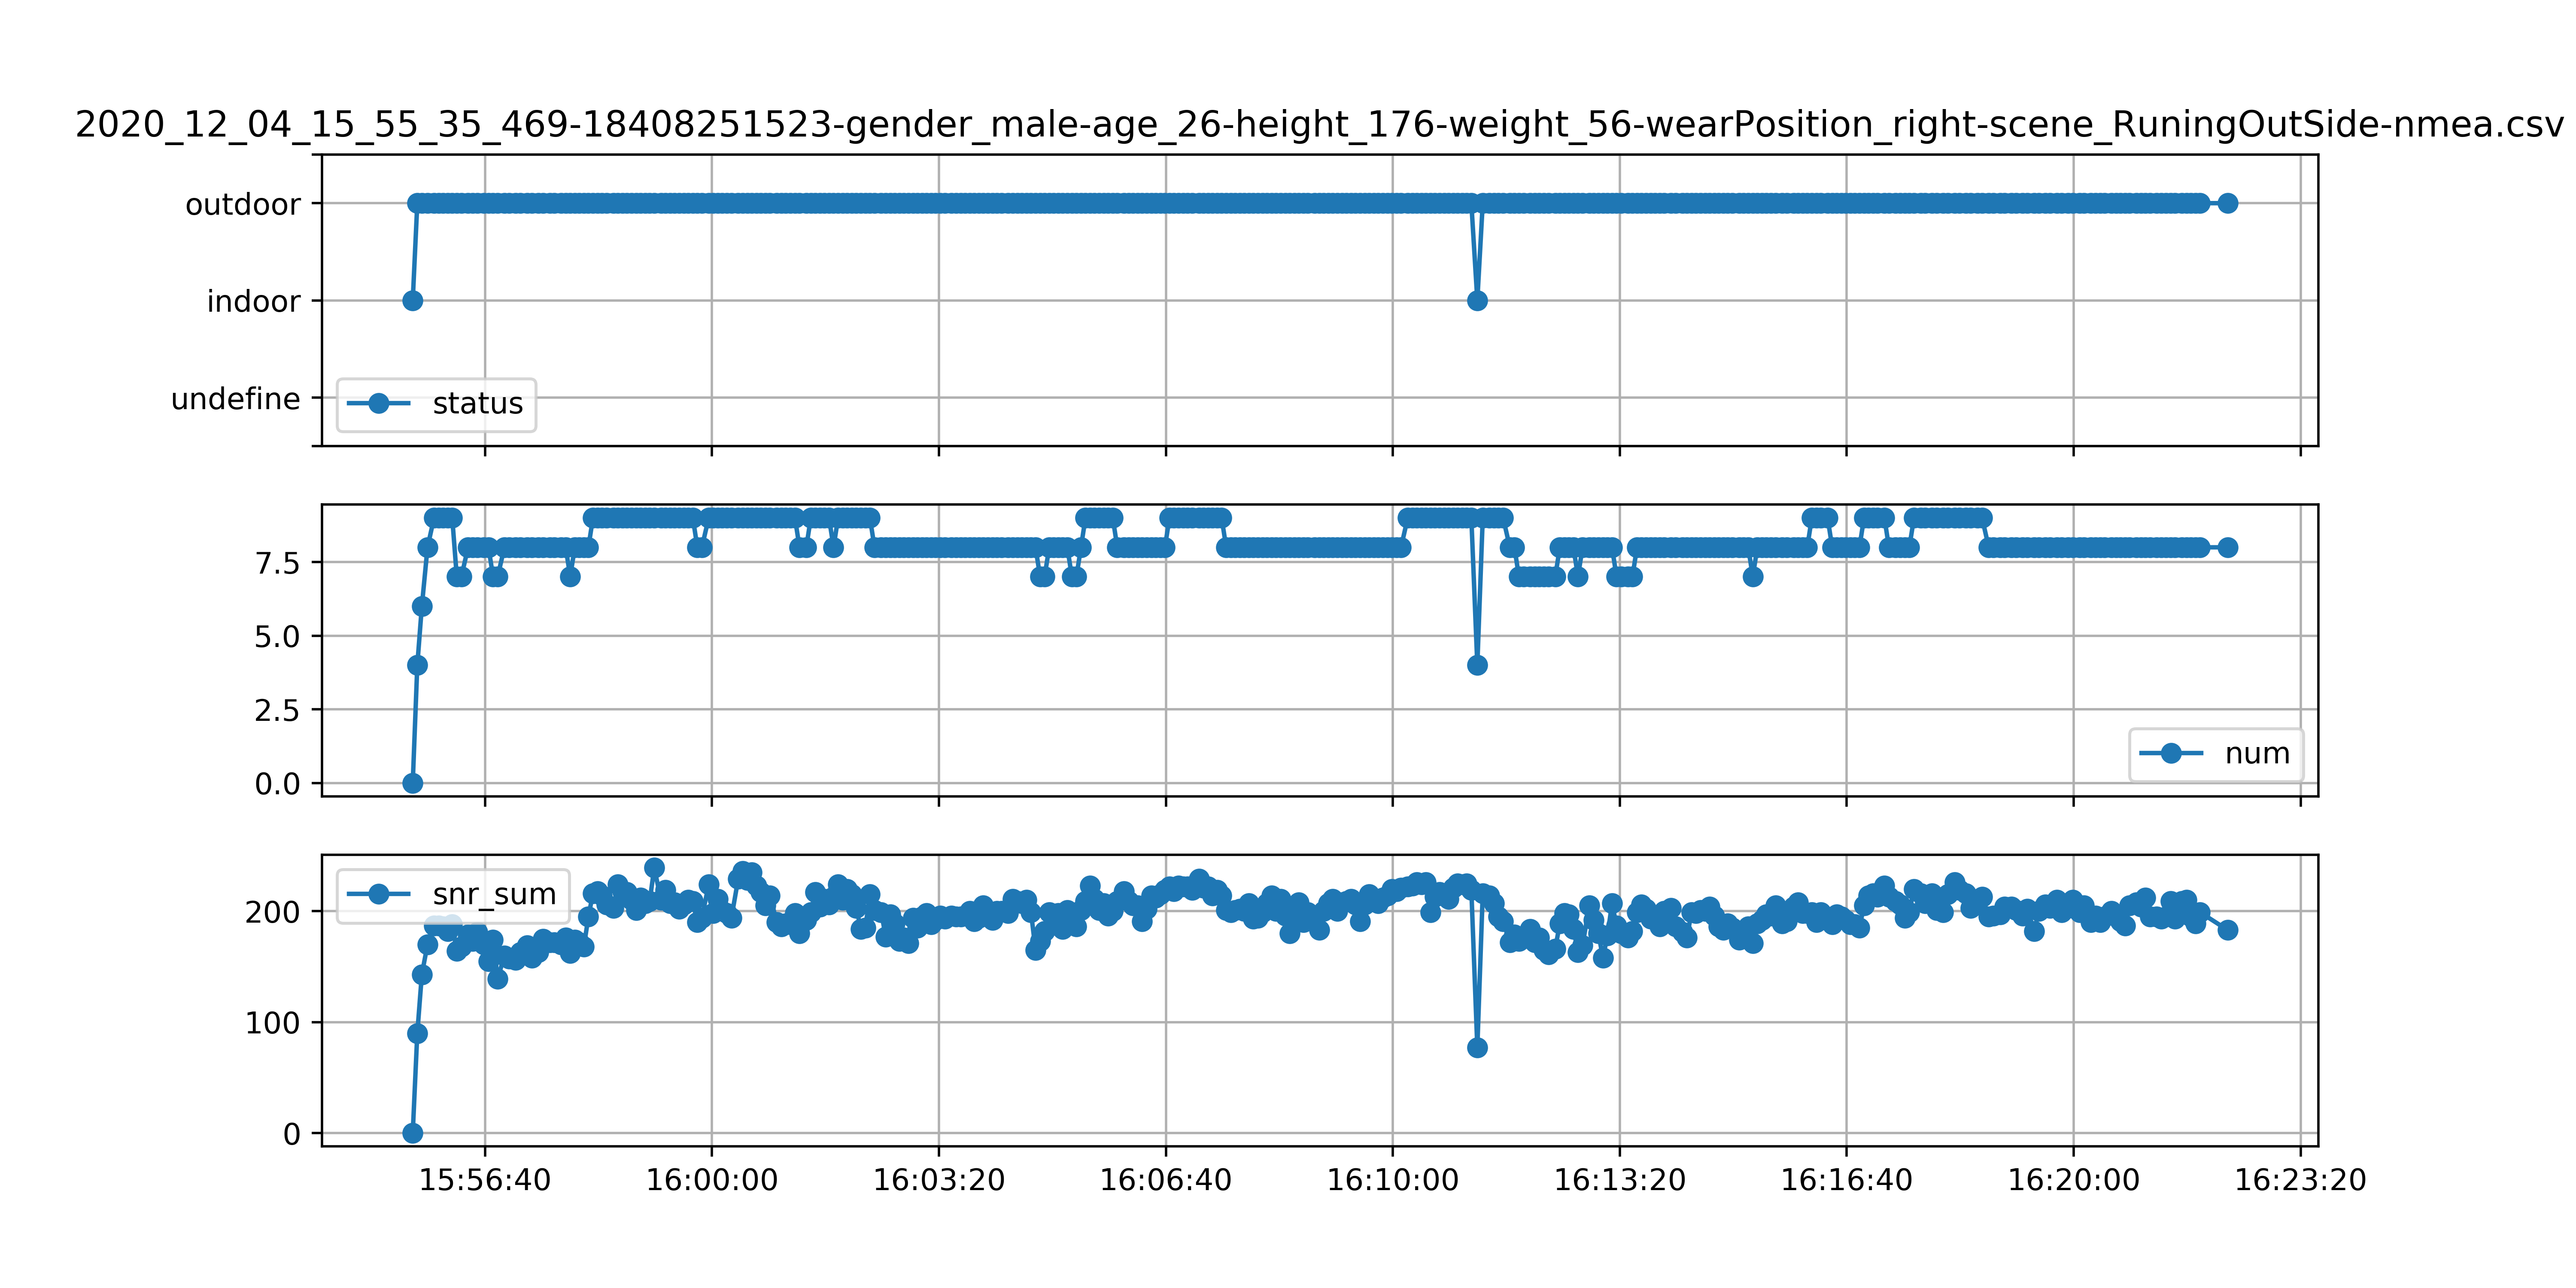 2020_12_04_15_55_35_469-18408251523-gender_male-age_26-height_176-weight_56-wearPosition_right-scene_RuningOutSide-nmea.csv
outdoor
indoor
undefine
status
7.5
5.0
2.5
0.0
num
snr_sum
200
100
0
15:56:40 16:00:00 16:03:20 16:06:40 16:10:00 16:13:20 16:16:40 16:20:00 16:23:20